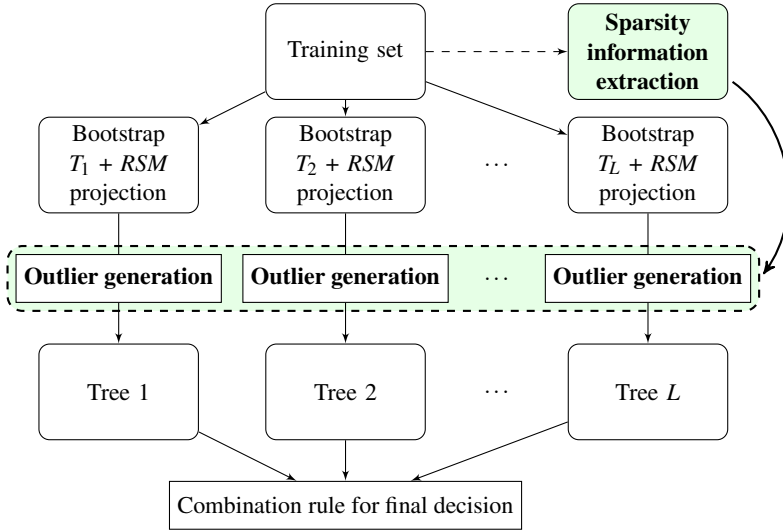 Training set
Sparsity
information
extraction
Bootstrap
T₁ + RSM
projection
Bootstrap
T₂ + RSM
projection
...
Bootstrap
T_L + RSM
projection
Outlier generation
Outlier generation
...
Outlier generation
Tree 1
Tree 2
...
Tree L
Combination rule for final decision